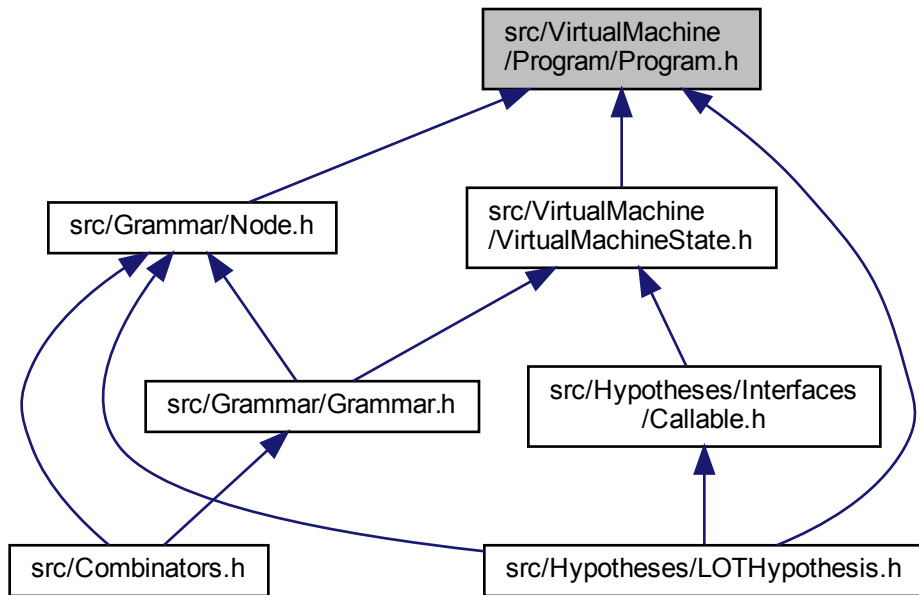 src/VirtualMachine
/Program/Program.h
src/Grammar/Node.h
src/VirtualMachine
/VirtualMachineState.h
src/Grammar/Grammar.h
src/Hypotheses/Interfaces
/Callable.h
src/Combinators.h
src/Hypotheses/LOTHypothesis.h